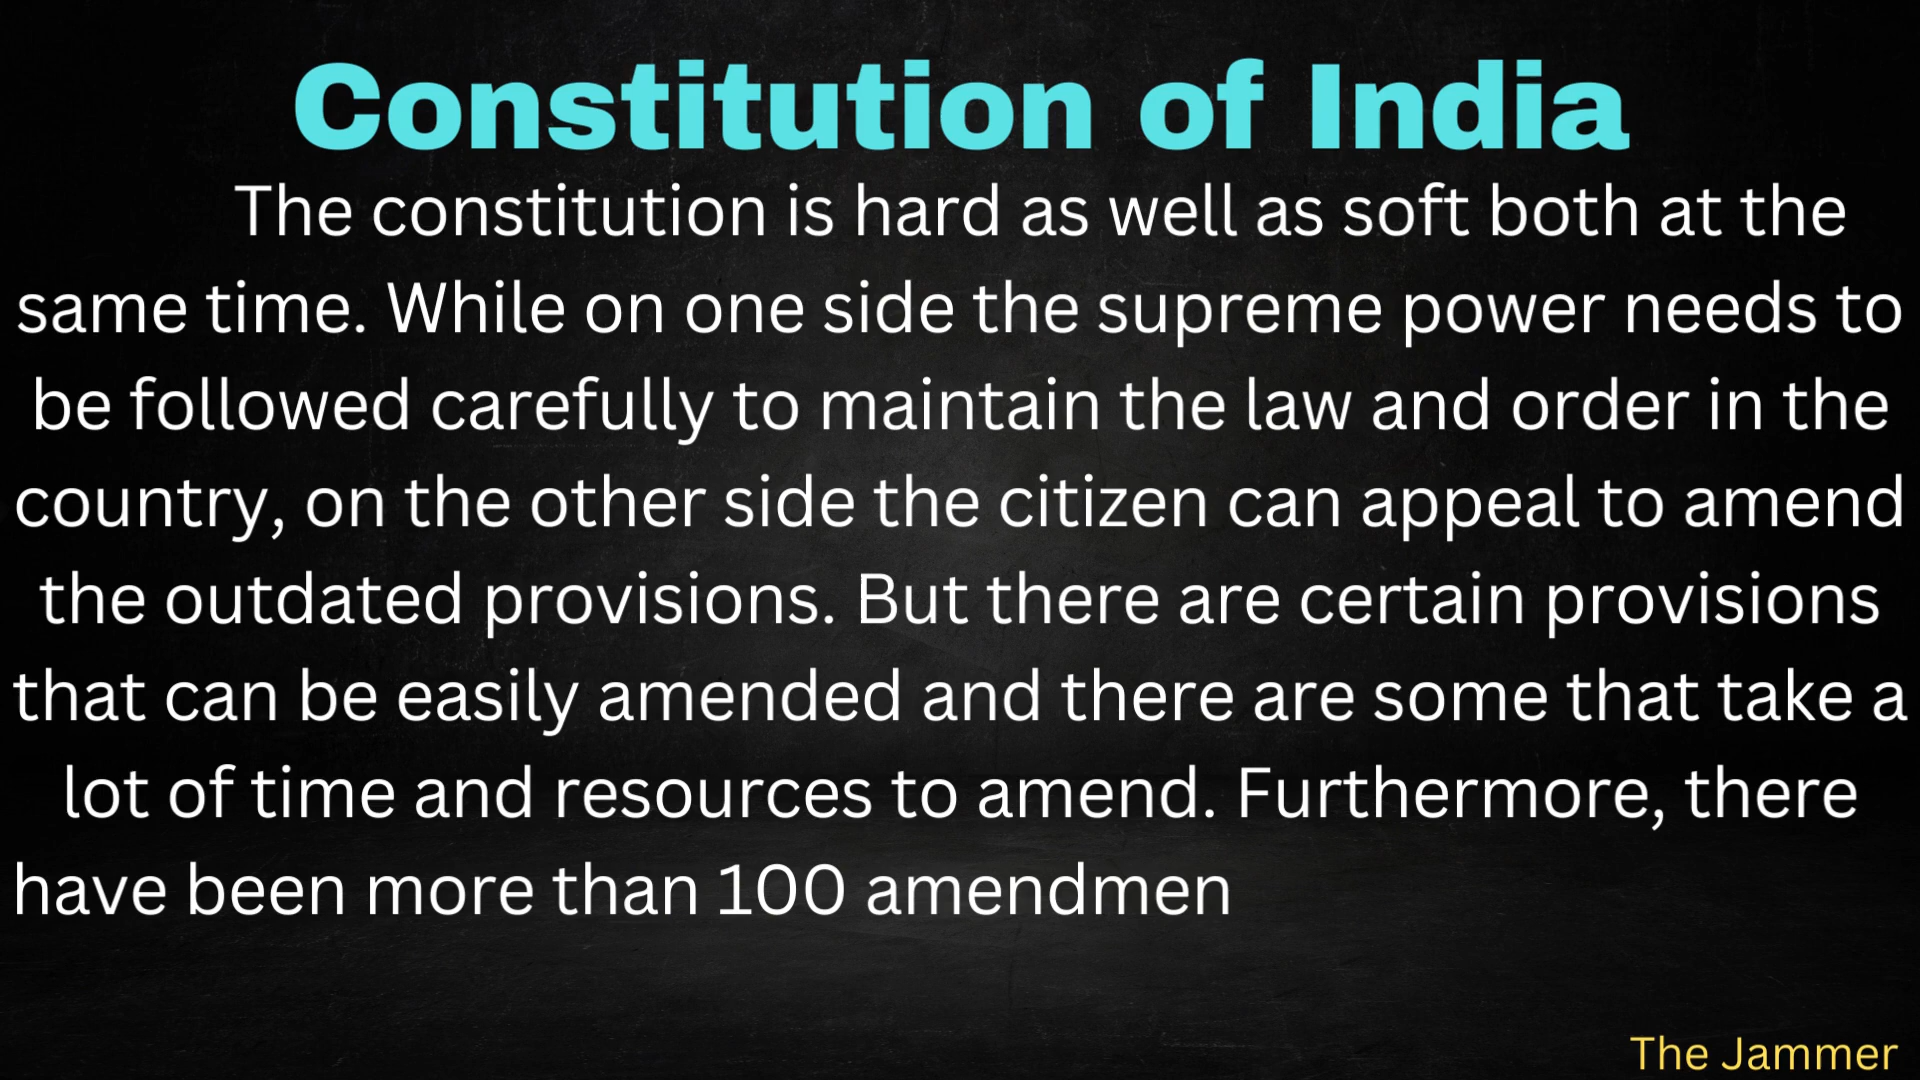 Constitution of India
The constitution is hard as well as soft both at the
same time. While on one side the supreme power needs to
be followed carefully to maintain the law and order in the
country, on the other side the citizen can appeal to amend
the outdated provisions. But there are certain provisions
that can be easily amended and there are some that take a
lot of time and resources to amend. Furthermore, there
have been more than 100 amendmen
The Jammer